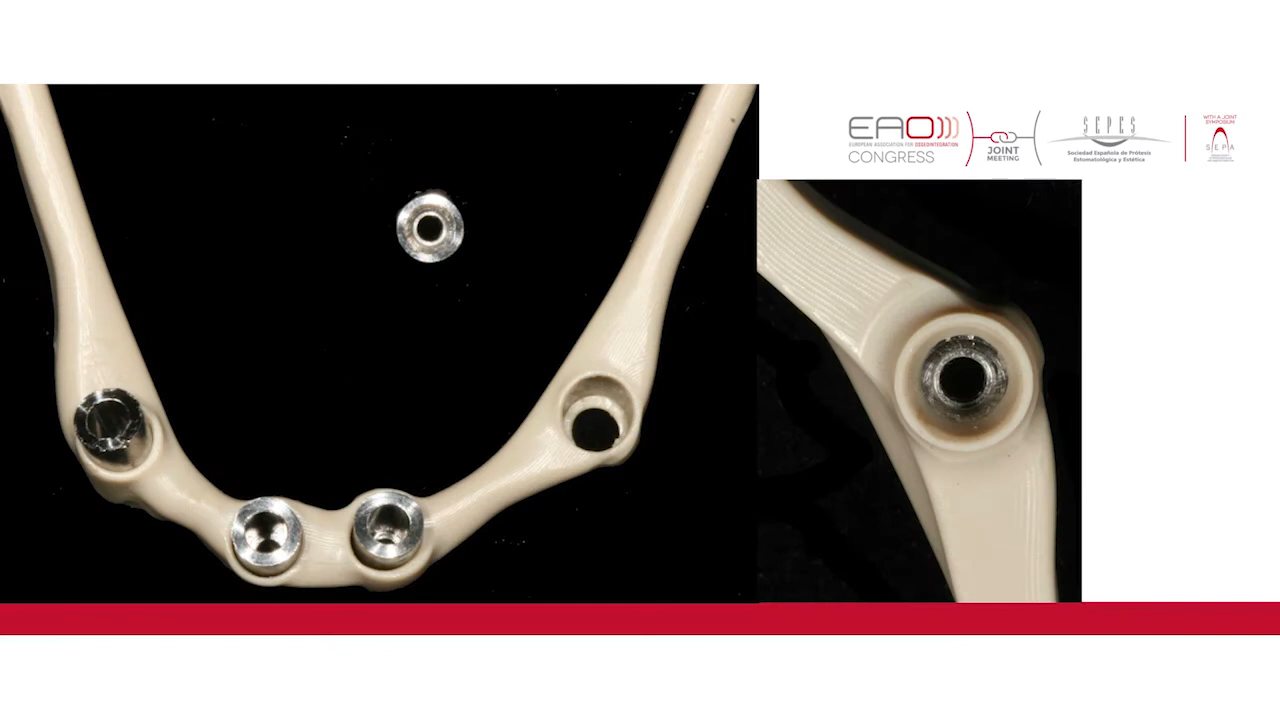 EAO
EUROPEAN ASSOCIATION FOR OSSEOINTEGRATION
CONGRESS
JOINT
MEETING
SEPES
Sociedad Española de Prótesis
Estomatológica y Estética
WITH A JOINT
SYMPOSIUM
SEPA